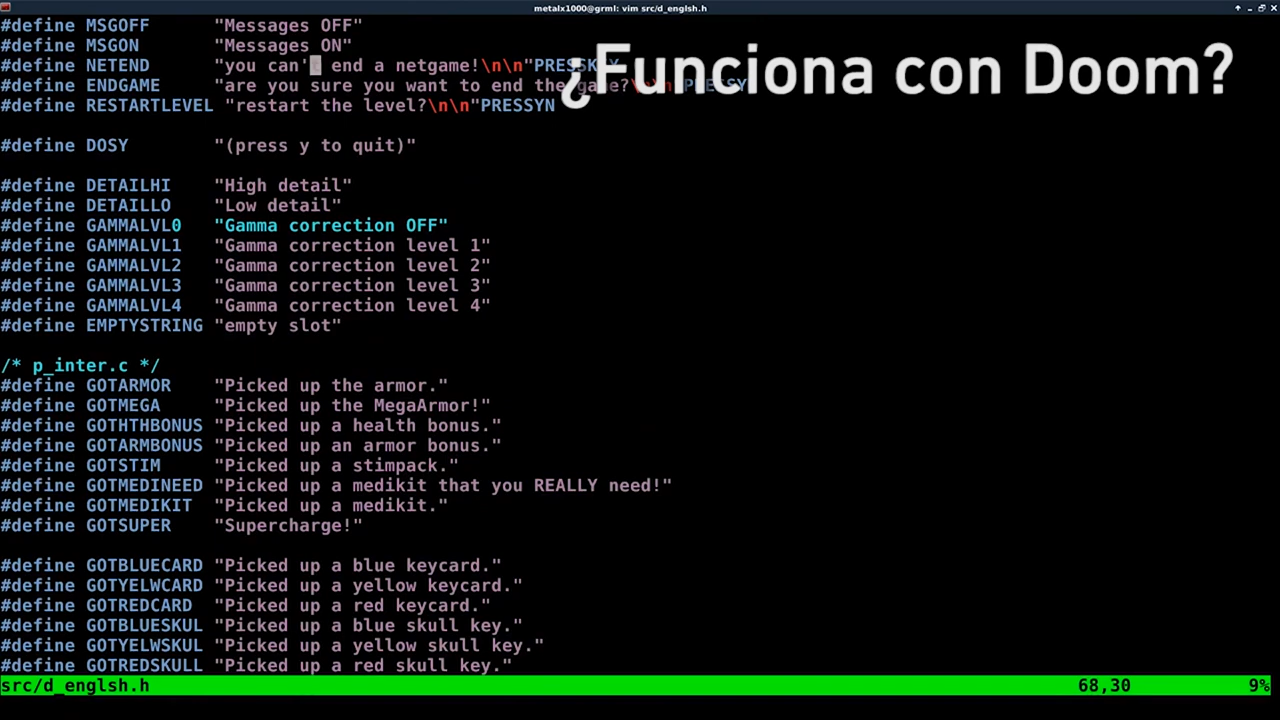 metalx1000@grml: vim src/d_englsh.h
#define MSGOFF "Messages OFF"
#define MSGON "Messages ON"
#define NETEND "you can't end a netgame!\n\n"PRESSKEY
¿Funciona con Doom?
#define ENDGAME "are you sure you want to end the game?\n\n"PRESSYN
#define RESTARTLEVEL "restart the level?\n\n"PRESSYN
#define DOSY "(press y to quit)"
#define DETAILHI "High detail"
#define DETAILLO "Low detail"
#define GAMMALVL0 "Gamma correction OFF"
#define GAMMALVL1 "Gamma correction level 1"
#define GAMMALVL2 "Gamma correction level 2"
#define GAMMALVL3 "Gamma correction level 3"
#define GAMMALVL4 "Gamma correction level 4"
#define EMPTYSTRING "empty slot"
/* p_inter.c */
#define GOTARMOR "Picked up the armor."
#define GOTMEGA "Picked up the MegaArmor!"
#define GOTHTHBONUS "Picked up a health bonus."
#define GOTARMBONUS "Picked up an armor bonus."
#define GOTSTIM "Picked up a stimpack."
#define GOTMEDINEED "Picked up a medikit that you REALLY need!"
#define GOTMEDIKIT "Picked up a medikit."
#define GOTSUPER "Supercharge!"
#define GOTBLUECARD "Picked up a blue keycard."
#define GOTYELWCARD "Picked up a yellow keycard."
#define GOTREDCARD "Picked up a red keycard."
#define GOTBLUESKUL "Picked up a blue skull key."
#define GOTYELWSKUL "Picked up a yellow skull key."
#define GOTREDSKULL "Picked up a red skull key."
src/d_englsh.h 68,30 9%